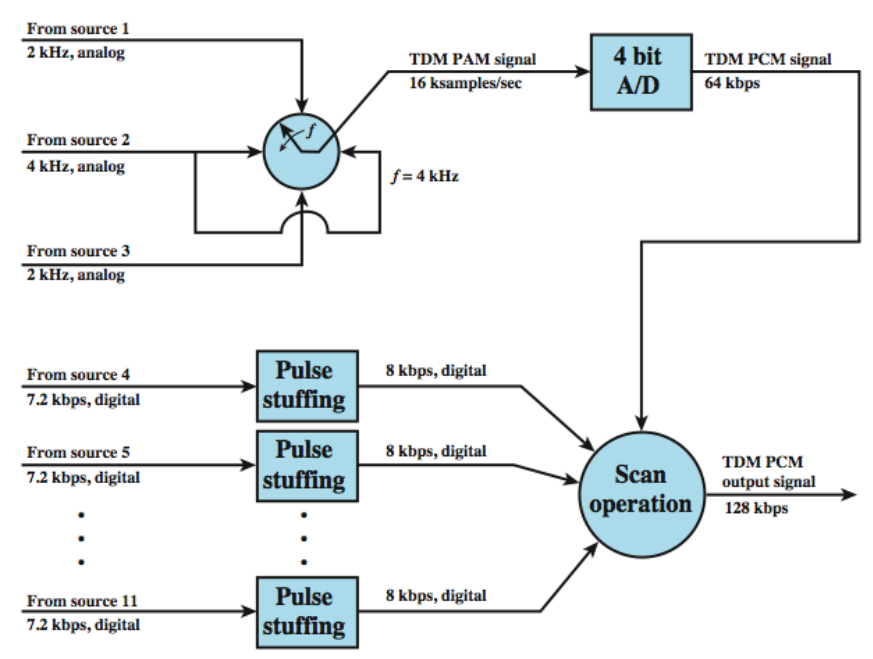 From source 1
2 kHz, analog
TDM PAM signal
16 ksamples/sec
4 bit
A/D
TDM PCM signal
64 kbps
f
From source 2
4 kHz, analog
f = 4 kHz
From source 3
2 kHz, analog
From source 4
7.2 kbps, digital
Pulse
stuffing
8 kbps, digital
From source 5
7.2 kbps, digital
Pulse
stuffing
8 kbps, digital
Scan
operation
TDM PCM
output signal
128 kbps
From source 11
7.2 kbps, digital
Pulse
stuffing
8 kbps, digital